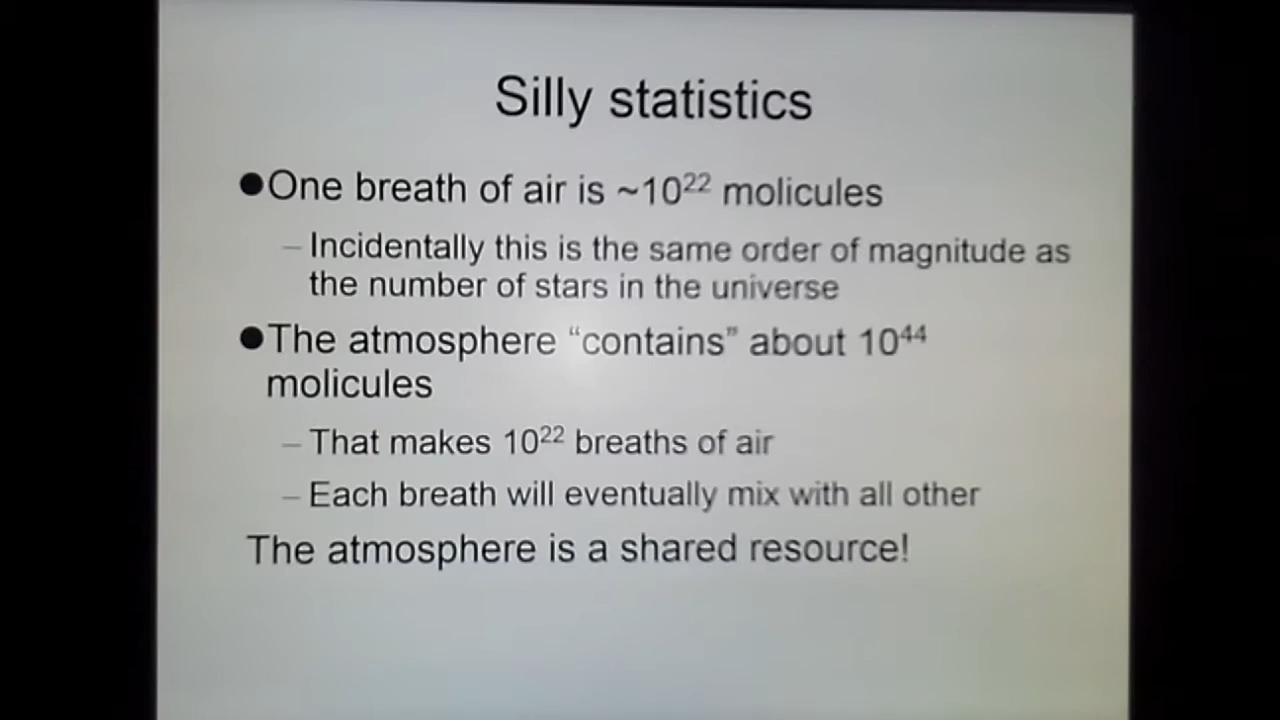 Silly statistics
●One breath of air is ~10²² molicules
– Incidentally this is the same order of magnitude as
the number of stars in the universe
●The atmosphere “contains” about 10⁴⁴
molicules
– That makes 10²² breaths of air
– Each breath will eventually mix with all other
The atmosphere is a shared resource!